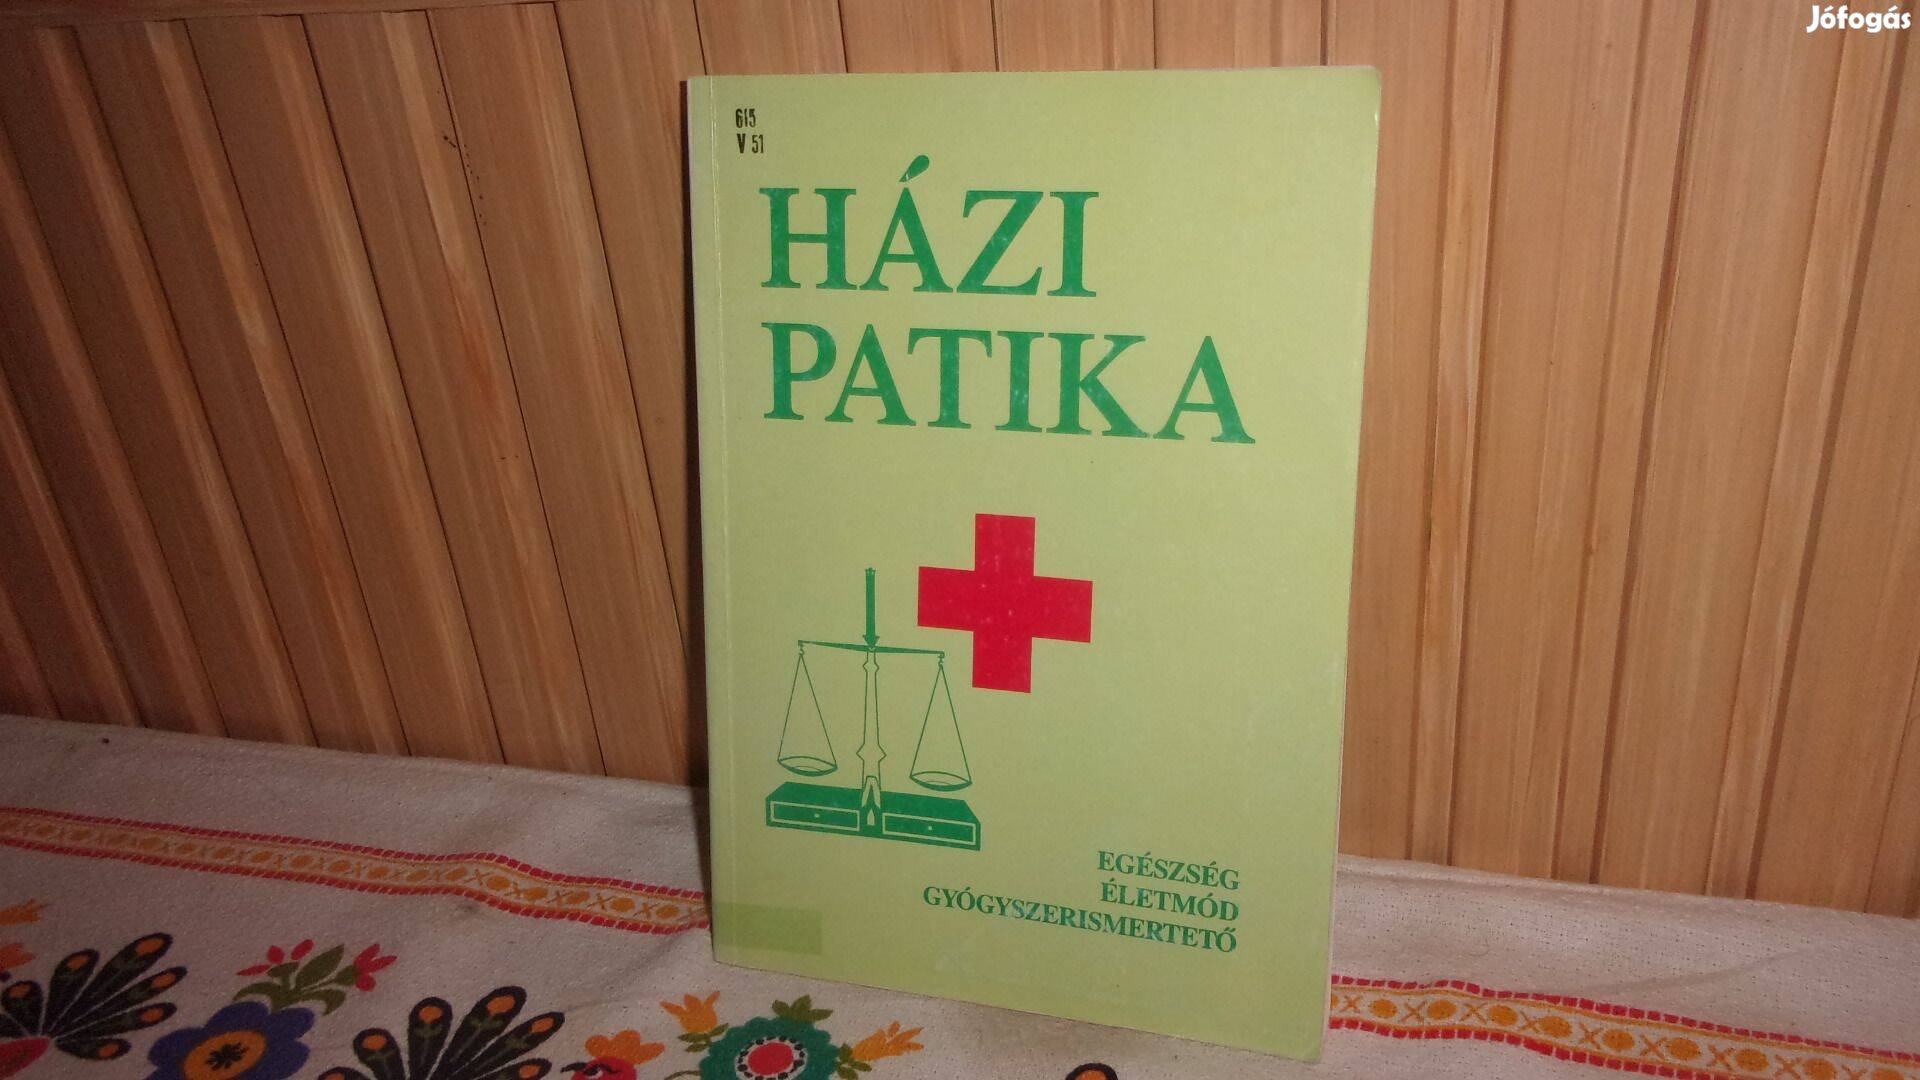 Jófogás
615
V 51
HÁZI
PATIKA
EGÉSZSÉG
ÉLETMÓD
GYÓGYSZERISMERTETŐ